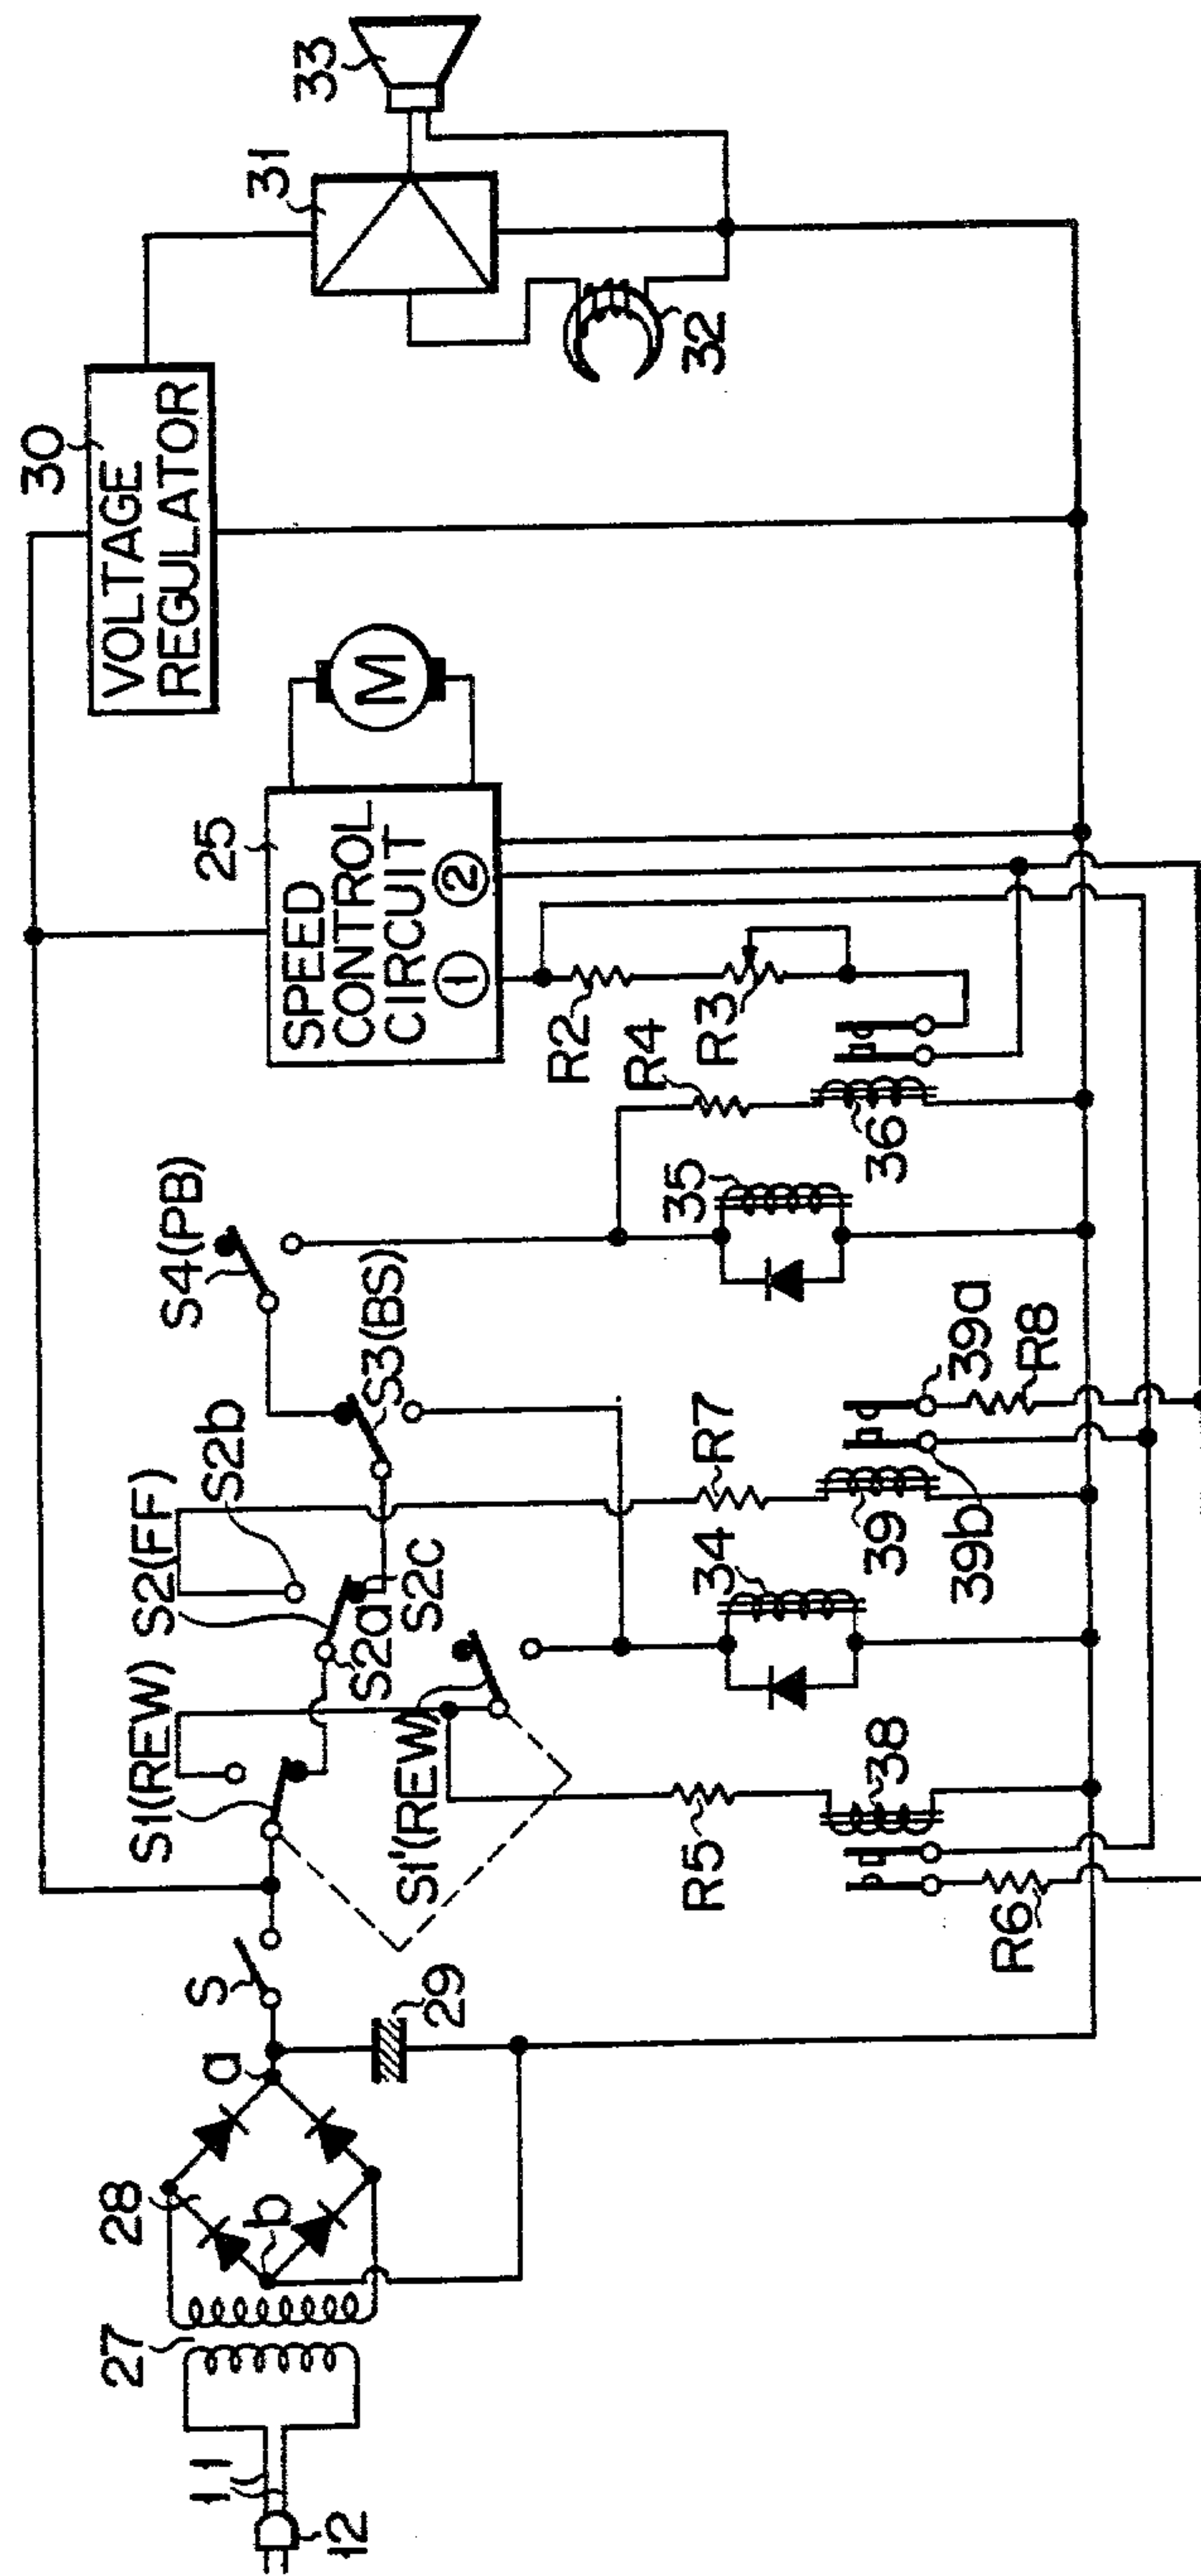 12
11
27
28
a
b
29
S
S1(REW)
S1'(REW)
S2(FF)
S2a
S2b
S2c
S3(BS)
S4(PB)
R5
38
R6
34
R7
39
39a
39b
R8
35
R4
36
R2
R3
25
SPEED
CONTROL
CIRCUIT
① ②
M
30
VOLTAGE
REGULATOR
31
32
33